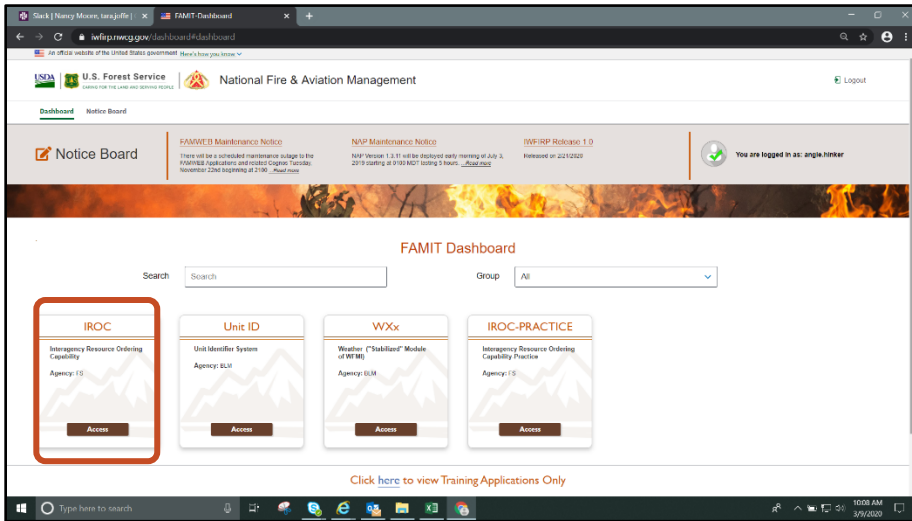 Slack | Nancy Moore, tara.joffe |
FAMIT-Dashboard
iwfirp.nwcg.gov/dashboard#dashboard
An official website of the United States government Here's how you know
USDA U.S. Forest Service
CARING FOR THE LAND AND SERVING PEOPLE
National Fire & Aviation Management
Logout
Dashboard Notice Board
Notice Board
FAMWEB Maintenance Notice
There will be a scheduled maintenance outage to the
FAMWEB Applications and related Cognos Tuesday,
November 22nd beginning at 2100 ...Read more
NAP Maintenance Notice
NAP Version 1.3.11 will be deployed early morning of July 3,
2019 starting at 0100 MDT lasting 5 hours. ...Read more
IWFIRP Release 1.0
Released on 2/21/2020
You are logged in as: angie.hinker
FAMIT Dashboard
Search Search
Group All
IROC
Interagency Resource Ordering
Capability
Agency: FS
Access
Unit ID
Unit Identifier System
Agency: BLM
Access
WXx
Weather ("Stabilized" Module
of WFMI)
Agency: BLM
Access
IROC-PRACTICE
Interagency Resource Ordering
Capability Practice
Agency: FS
Access
Click here to view Training Applications Only
Type here to search
10:08 AM
3/9/2020